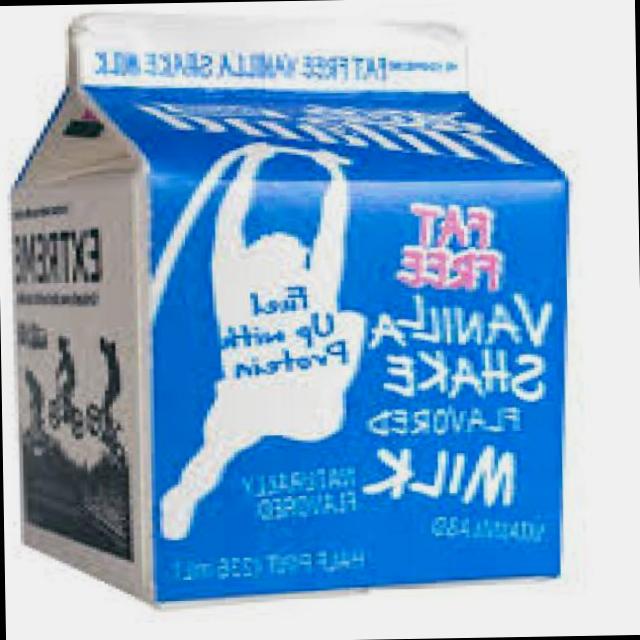 FAT FREE VANILLA SHAKE MILK
FAT
FREE
VANILLA
SHAKE
FLAVORED
MILK
VITAMIN A & D
Fuel
Up with
Protein
NATURALLY
FLAVORED
HALF PINT (236 mL)
EXTREME